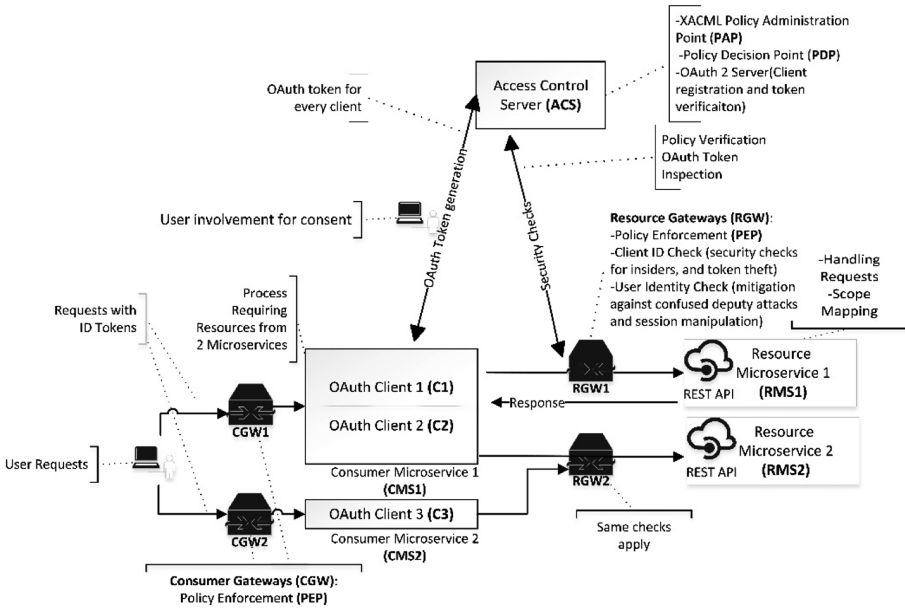 -XACML Policy Administration
Point (PAP)
-Policy Decision Point (PDP)
-OAuth 2 Server(Client
registration and token
verificaiton)
OAuth token for
every client
Access Control
Server (ACS)
Policy Verification
OAuth Token
Inspection
OAuth Token generation
Security Checks
User involvement for consent
Resource Gateways (RGW):
-Policy Enforcement (PEP)
-Client ID Check (security checks
for insiders, and token theft)
-User Identity Check (mitigation
against confused deputy attacks
and session manipulation)
-Handling
Requests
-Scope
Mapping
Requests with
ID Tokens
Process
Requiring
Resources from
2 Microservices
OAuth Client 1 (C1)
OAuth Client 2 (C2)
Consumer Microservice 1
(CMS1)
CGW1
RGW1
Response
REST API
Resource
Microservice 1
(RMS1)
User Requests
RGW2
REST API
Resource
Microservice 2
(RMS2)
CGW2
OAuth Client 3 (C3)
Consumer Microservice 2
(CMS2)
Same checks
apply
Consumer Gateways (CGW):
Policy Enforcement (PEP)